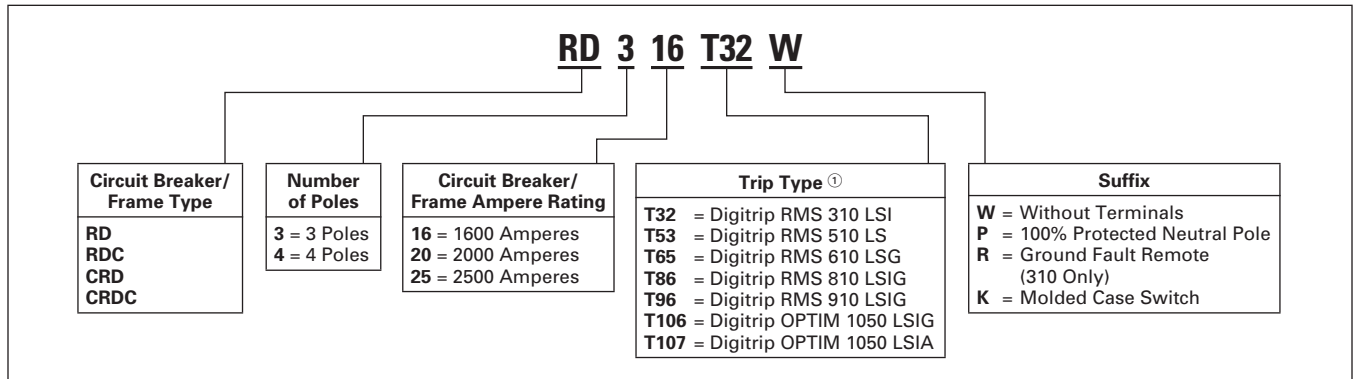 RD 3 16 T32 W
Circuit Breaker/
Frame Type
RD
RDC
CRD
CRDC
Number
of Poles
3 = 3 Poles
4 = 4 Poles
Circuit Breaker/
Frame Ampere Rating
16 = 1600 Amperes
20 = 2000 Amperes
25 = 2500 Amperes
Trip Type ①
T32 = Digitrip RMS 310 LSI
T53 = Digitrip RMS 510 LS
T65 = Digitrip RMS 610 LSG
T86 = Digitrip RMS 810 LSIG
T96 = Digitrip RMS 910 LSIG
T106 = Digitrip OPTIM 1050 LSIG
T107 = Digitrip OPTIM 1050 LSIA
Suffix
W = Without Terminals
P = 100% Protected Neutral Pole
R = Ground Fault Remote
(310 Only)
K = Molded Case Switch